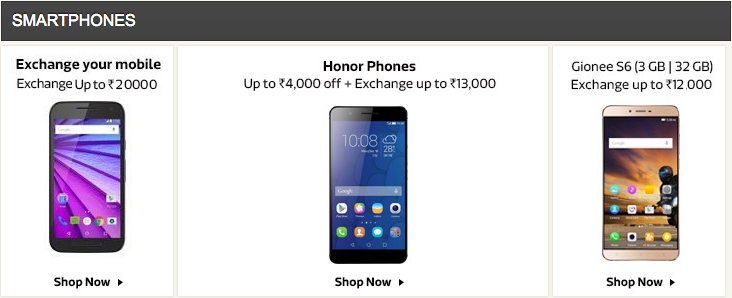 SMARTPHONES
Exchange your mobile
Exchange Up to ₹20000
Shop Now
Honor Phones
Up to ₹4,000 off + Exchange up to ₹13,000
10:08
28°
Google
Shop Now
Gionee S6 (3 GB | 32 GB)
Exchange up to ₹12,000
Shop Now